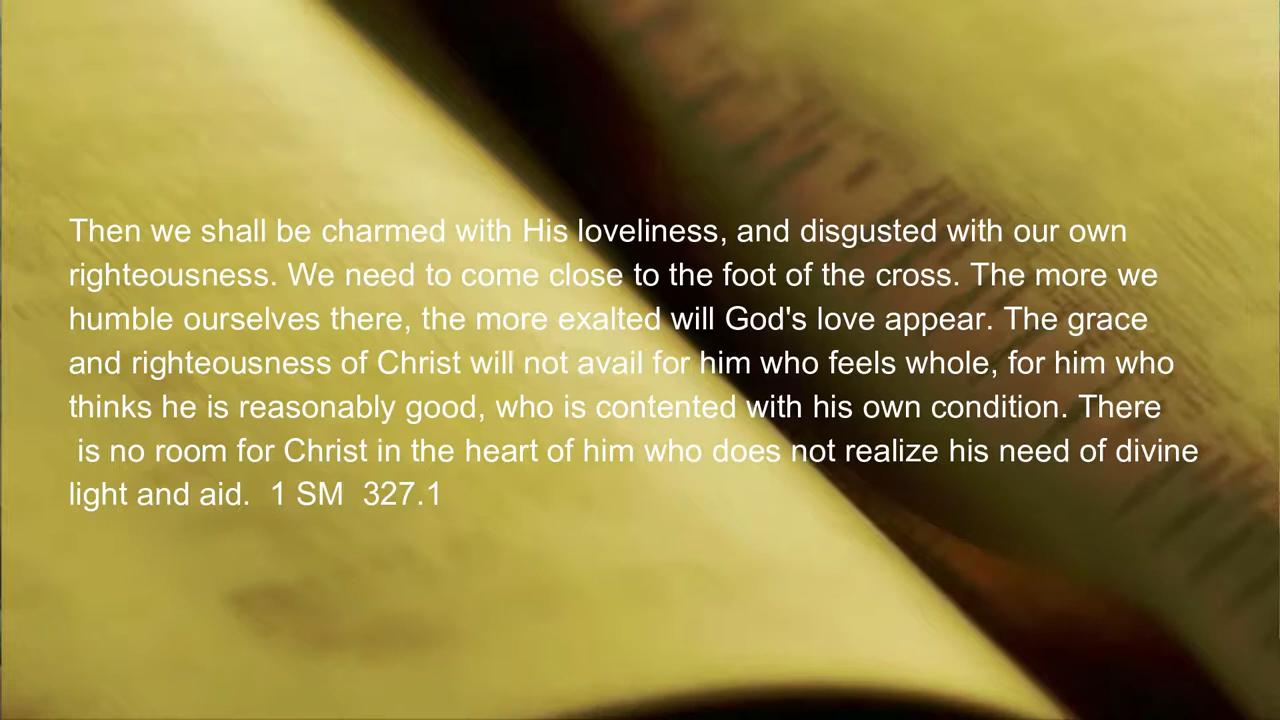 Then we shall be charmed with His loveliness, and disgusted with our own
righteousness. We need to come close to the foot of the cross. The more we
humble ourselves there, the more exalted will God's love appear. The grace
and righteousness of Christ will not avail for him who feels whole, for him who
thinks he is reasonably good, who is contented with his own condition. There
is no room for Christ in the heart of him who does not realize his need of divine
light and aid.  1 SM  327.1